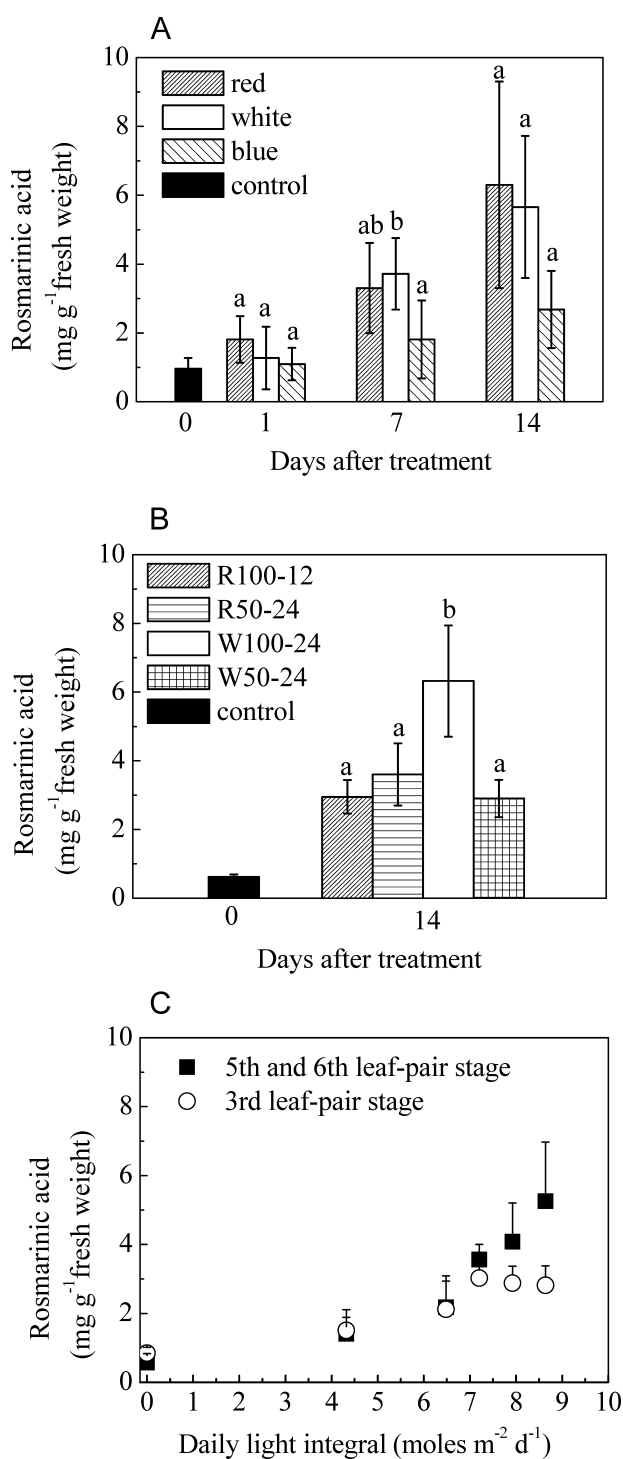 A
10
8
6
4
2
0
Rosmarinic acid
(mg g-1 fresh weight)
red
white
blue
control
a
a
a
ab
b
a
a
a
a
0 1 7 14
Days after treatment
B
10
8
6
4
2
0
Rosmarinic acid
(mg g-1 fresh weight)
R100-12
R50-24
W100-24
W50-24
control
a
a
b
a
0 14
Days after treatment
C
10
8
6
4
2
0
Rosmarinic acid
(mg g-1 fresh weight)
5th and 6th leaf-pair stage
3rd leaf-pair stage
0 1 2 3 4 5 6 7 8 9 10
Daily light integral (moles m-2 d-1)